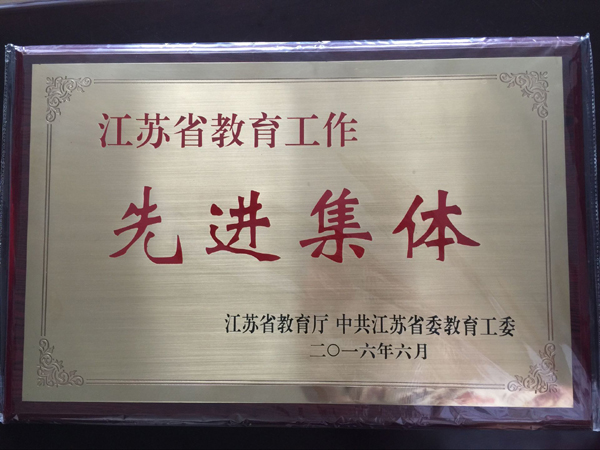 江苏省教育工作
先进集体
江苏省教育厅 中共江苏省委教育工委
二〇一六年六月